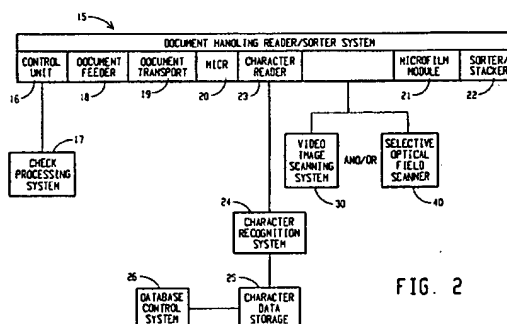 15
DOCUMENT HANDLING READER/SORTER SYSTEM
CONTROL UNIT
DOCUMENT FEEDER
DOCUMENT TRANSPORT
MICR
CHARACTER READER
MICROFILM MODULE
SORTER/ STACKER
16
18
19
20
23
21
22
17
CHECK PROCESSING SYSTEM
VIDEO IMAGE SCANNING SYSTEM
AND/OR
SELECTIVE OPTICAL FIELD SCANNER
30
40
24
CHARACTER RECOGNITION SYSTEM
26
25
DATABASE CONTROL SYSTEM
CHARACTER DATA STORAGE
FIG. 2